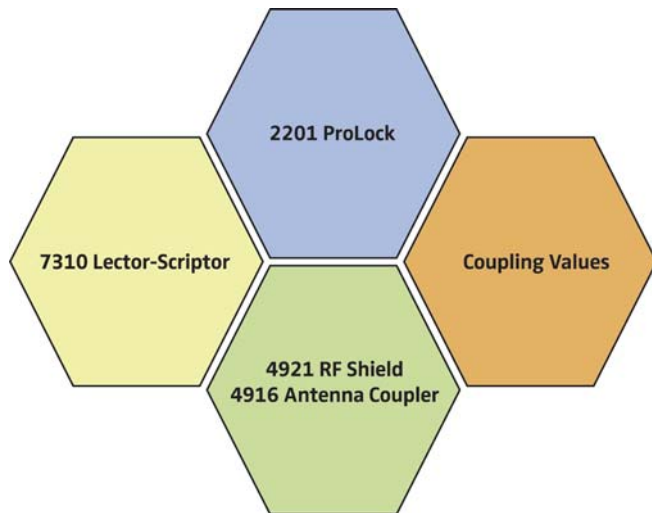 2201 ProLock
7310 Lector-Scriptor
Coupling Values
4921 RF Shield
4916 Antenna Coupler